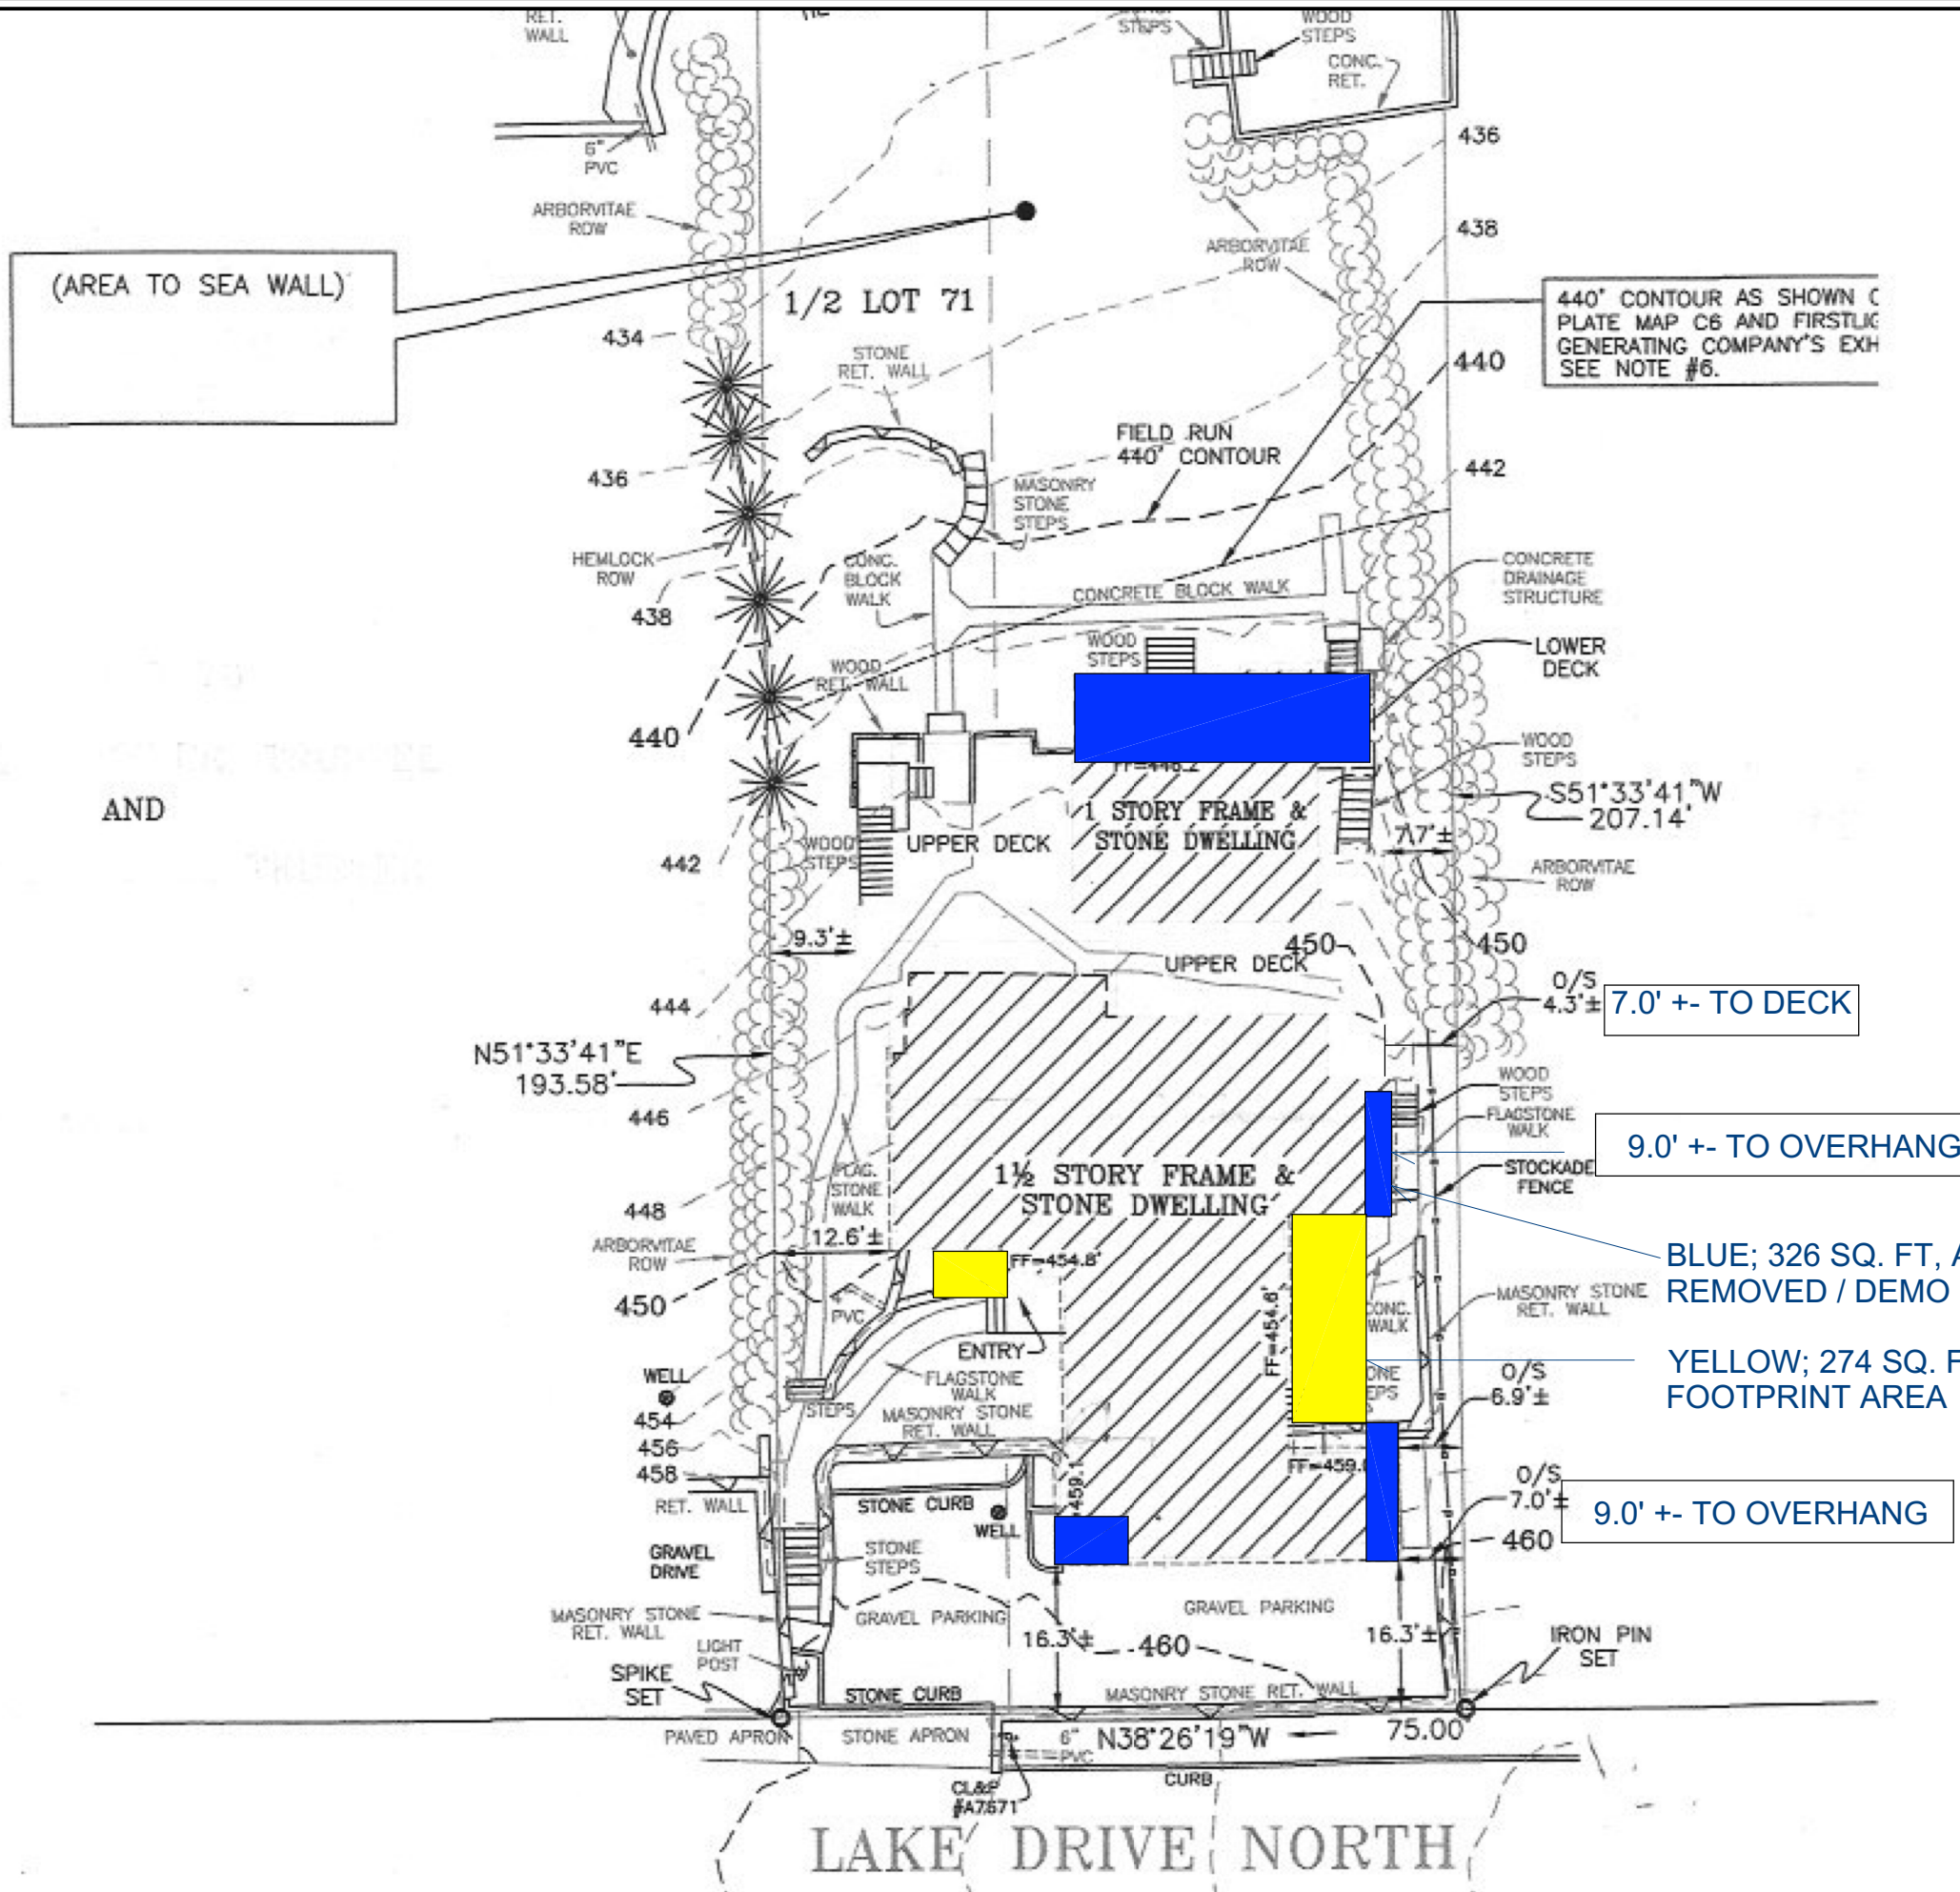 RET.
WALL
STEPS
WOOD
STEPS
CONC.
RET.
6"
PVC
436
ARBORVITAE
ROW
438
ARBORVITAE
ROW
(AREA TO SEA WALL)
1/2 LOT 71
440' CONTOUR AS SHOWN
PLATE MAP C6 AND
GENERATING COMPANY'S
SEE NOTE #6.
434
STONE
RET. WALL
440
FIELD RUN
440' CONTOUR
436
442
MASONRY
STONE
STEPS
HEMLOCK
ROW
CONC.
BLOCK
WALK
CONCRETE BLOCK WALK
CONCRETE
DRAINAGE
STRUCTURE
438
WOOD
STEPS
LOWER
DECK
WOOD
RET. WALL
440
WOOD
STEPS
FF=446.2
AND
S51°33'41"W
207.14'
1 STORY FRAME &
STONE DWELLING
7.7'±
UPPER DECK
WOOD
STEPS
442
ARBORVITAE
ROW
9.3'±
450
450
UPPER DECK
O/S
4.3'±
7.0' +- TO DECK
444
N51°33'41"E
193.58'
WOOD
STEPS
446
FLAGSTONE
WALK
9.0' +- TO OVERHANG
STOCKADE
FENCE
1½ STORY FRAME &
STONE DWELLING
FLAG.
STONE
WALK
448
12.6'±
ARBORVITAE
ROW
FF=454.8'
BLUE; 326 SQ. FT,
REMOVED / DEMO
MASONRY STONE
RET. WALL
450
4"
PVC
FF=454.6'
CONC.
WALK
ENTRY
YELLOW; 274 SQ.
FOOTPRINT AREA
FLAGSTONE
WALK
WELL
O/S
6.9'±
STEPS
454
MASONRY STONE
RET. WALL
456
458
RET. WALL
STONE CURB
WELL
O/S
7.0'±
9.0' +- TO OVERHANG
460
GRAVEL
DRIVE
STONE
STEPS
MASONRY STONE
RET. WALL
GRAVEL PARKING
GRAVEL PARKING
LIGHT
POST
16.3'±
460
16.3'±
IRON PIN
SET
SPIKE
SET
STONE CURB
MASONRY STONE RET. WALL
PAVED APRON
STONE APRON
6"
PVC
N38°26'19"W
75.00'
CURB
CL&P
#A7671
LAKE DRIVE NORTH